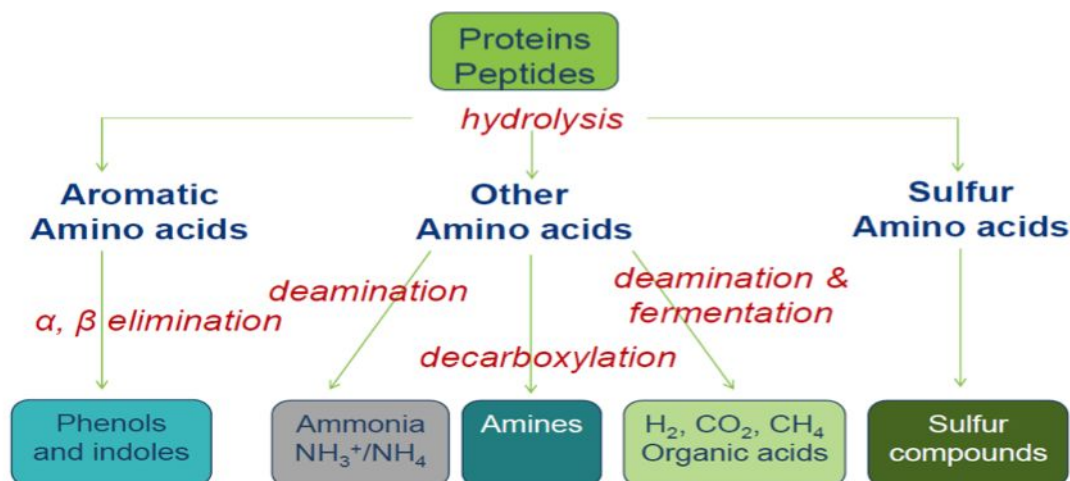 Proteins
Peptides
hydrolysis
Aromatic
Amino acids
Other
Amino acids
Sulfur
Amino acids
α, β elimination
deamination
decarboxylation
deamination &
fermentation
Phenols
and indoles
Ammonia
NH₃⁺/NH₄
Amines
H₂, CO₂, CH₄
Organic acids
Sulfur
compounds